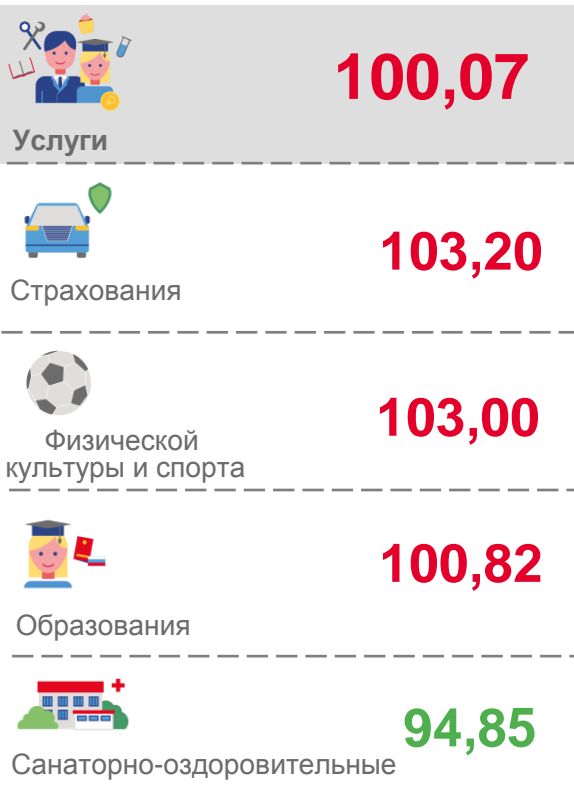 100,07
Услуги
103,20
Страхования
103,00
Физической
культуры и спорта
100,82
Образования
94,85
Санаторно-оздоровительные